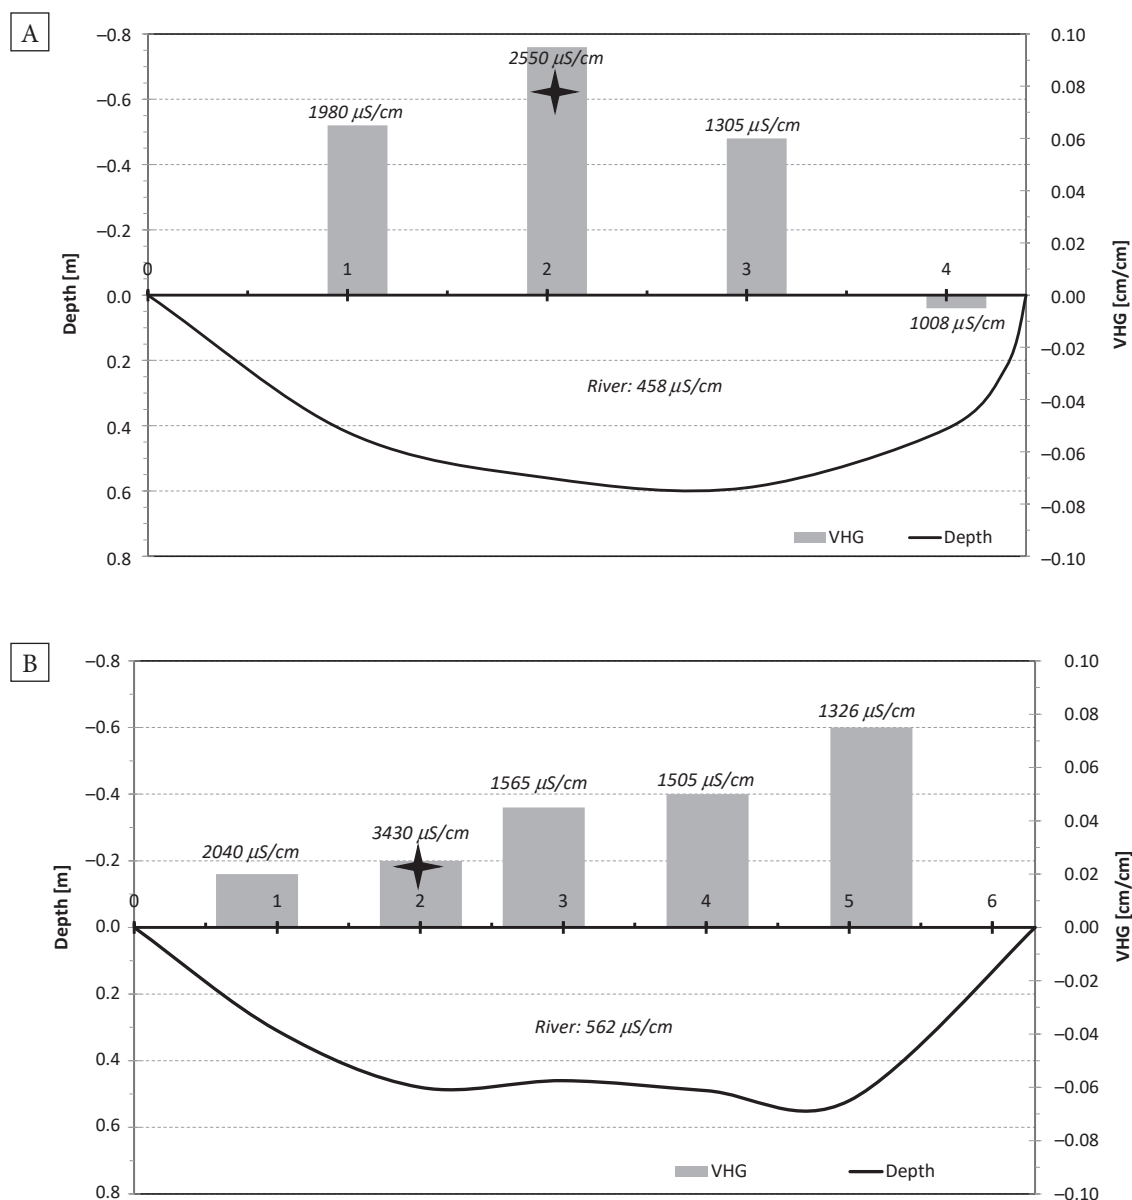 A
−0.8
−0.6
−0.4
−0.2
0.0
0.2
0.4
0.6
0.8
Depth [m]
0.10
0.08
0.06
0.04
0.02
0.00
−0.02
−0.04
−0.06
−0.08
−0.10
VHG [cm/cm]
2550 µS/cm
1980 µS/cm
1305 µS/cm
0 1 2 3 4
1008 µS/cm
River: 458 µS/cm
VHG Depth
B
−0.8
−0.6
−0.4
−0.2
0.0
0.2
0.4
0.6
0.8
Depth [m]
0.10
0.08
0.06
0.04
0.02
0.00
−0.02
−0.04
−0.06
−0.08
−0.10
VHG [cm/cm]
1326 µS/cm
1565 µS/cm
1505 µS/cm
3430 µS/cm
2040 µS/cm
0 1 2 3 4 5 6
River: 562 µS/cm
VHG Depth